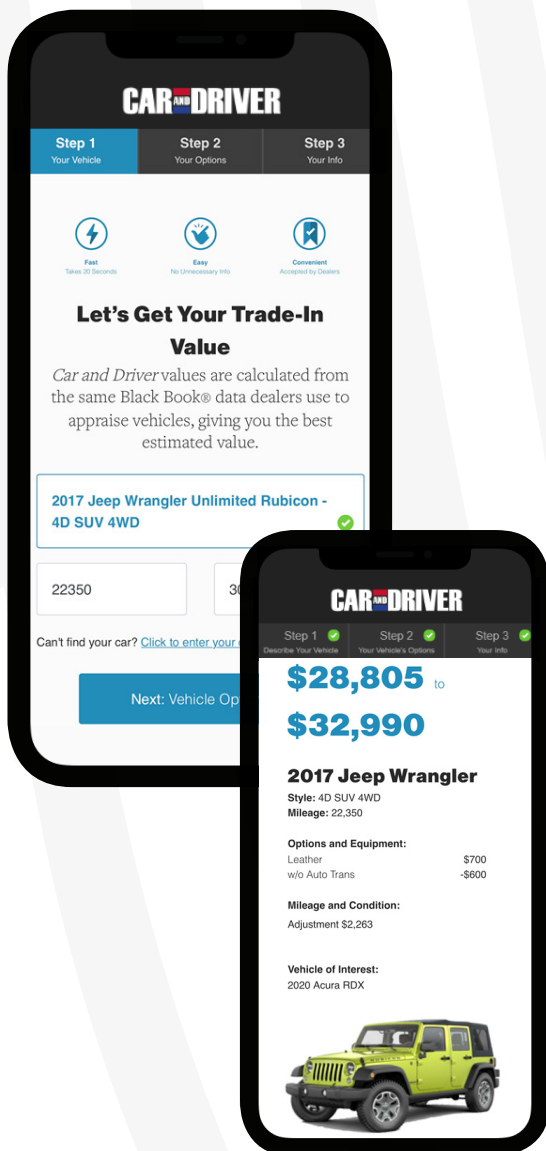 CAR AND DRIVER
Step 1
Your Vehicle
Step 2
Your Options
Step 3
Your Info
Fast
Takes 20 Seconds
Easy
No Unnecessary Info
Convenient
Accepted by Dealers
Let's Get Your Trade-In
Value
Car and Driver values are calculated from
the same Black Book® data dealers use to
appraise vehicles, giving you the best
estimated value.
2017 Jeep Wrangler Unlimited Rubicon -
4D SUV 4WD
22350
30
Can't find your car? Click to enter your
Next: Vehicle Op
CAR AND DRIVER
Step 1
Describe Your Vehicle
Step 2
Your Vehicle's Options
Step 3
Your Info
$28,805 to
$32,990
2017 Jeep Wrangler
Style: 4D SUV 4WD
Mileage: 22,350
Options and Equipment:
Leather $700
w/o Auto Trans -$600
Mileage and Condition:
Adjustment $2,263
Vehicle of Interest:
2020 Acura RDX